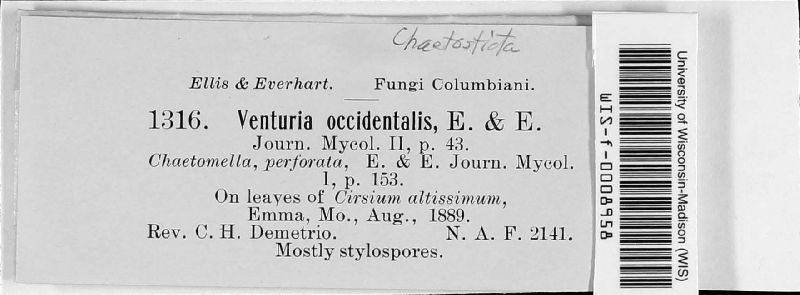 Chaetostiota
Ellis & Everhart. Fungi Columbiani.
1316. Venturia occidentalis, E. & E.
Journ. Mycol. II, p. 43.
Chaetomella, perforata, E. & E. Journ. Mycol.
I, p. 153.
On leaves of Cirsium altissimum,
Emma, Mo., Aug., 1889.
Rev. C. H. Demetrio. N. A. F. 2141.
Mostly stylospores.
University of Wisconsin-Madison (WIS)
WIS-f-0008958